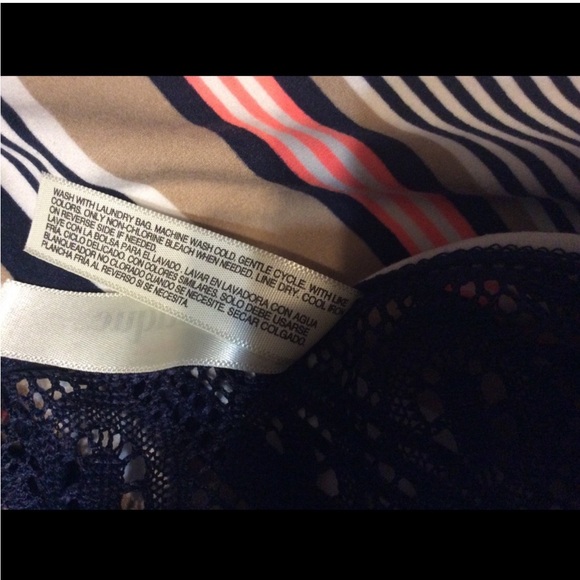 WASH WITH LAUNDRY BAG. MACHINE WASH COLD. GENTLE CYCLE. WITH LIKE
COLORS. ONLY NON-CHLORINE BLEACH WHEN NEEDED. LINE DRY. COOL IRON
ON REVERSE SIDE IF NEEDED.
LAVE CON LA BOLSA PARA EL LAVADO. LAVAR EN LAVADORA CON AGUA
FRÍA, CICLO DELICADO, CON COLORES SIMILARES. SOLO DEBE USARSE
BLANQUEADOR NO CLORADO CUANDO SE NECESITE. SECAR COLGADO.
PLANCHA FRÍA AL REVERSO SI SE NECESITA.